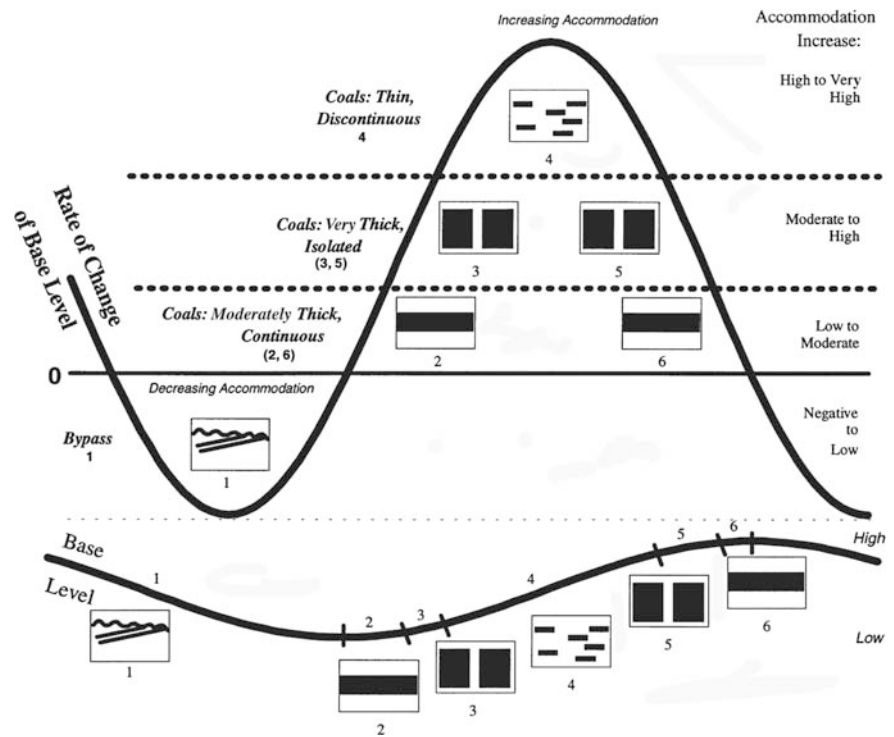 Increasing Accommodation
Accommodation
Increase:
High to Very
High
Coals: Thin,
Discontinuous
4
4
Rate of Change
of Base Level
Coals: Very Thick,
Isolated
(3, 5)
3
5
Moderate to
High
Coals: Moderately Thick,
Continuous
(2, 6)
2
6
Low to
Moderate
0
Decreasing Accommodation
Bypass
1
1
Negative
to
Low
Base
Level
1
2
3
4
5
6
High
Low
1
2
3
4
5
6